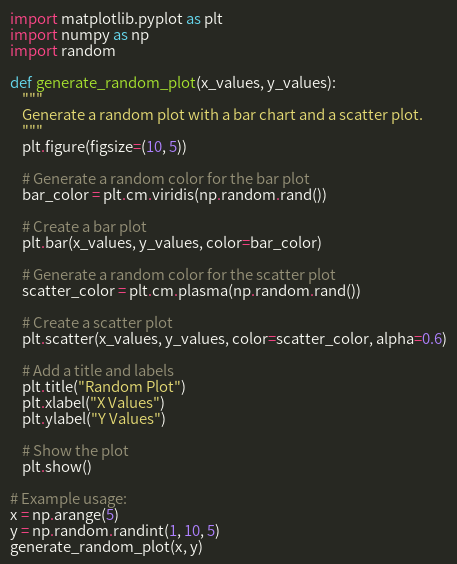 import matplotlib.pyplot as plt
import numpy as np
import random

def generate_random_plot(x_values, y_values):
    """
    Generate a random plot with a bar chart and a scatter plot.
    """
    plt.figure(figsize=(10, 5))

    # Generate a random color for the bar plot
    bar_color = plt.cm.viridis(np.random.rand())

    # Create a bar plot
    plt.bar(x_values, y_values, color=bar_color)

    # Generate a random color for the scatter plot
    scatter_color = plt.cm.plasma(np.random.rand())

    # Create a scatter plot
    plt.scatter(x_values, y_values, color=scatter_color, alpha=0.6)

    # Add a title and labels
    plt.title("Random Plot")
    plt.xlabel("X Values")
    plt.ylabel("Y Values")

    # Show the plot
    plt.show()

# Example usage:
x = np.arange(5)
y = np.random.randint(1, 10, 5)
generate_random_plot(x, y)